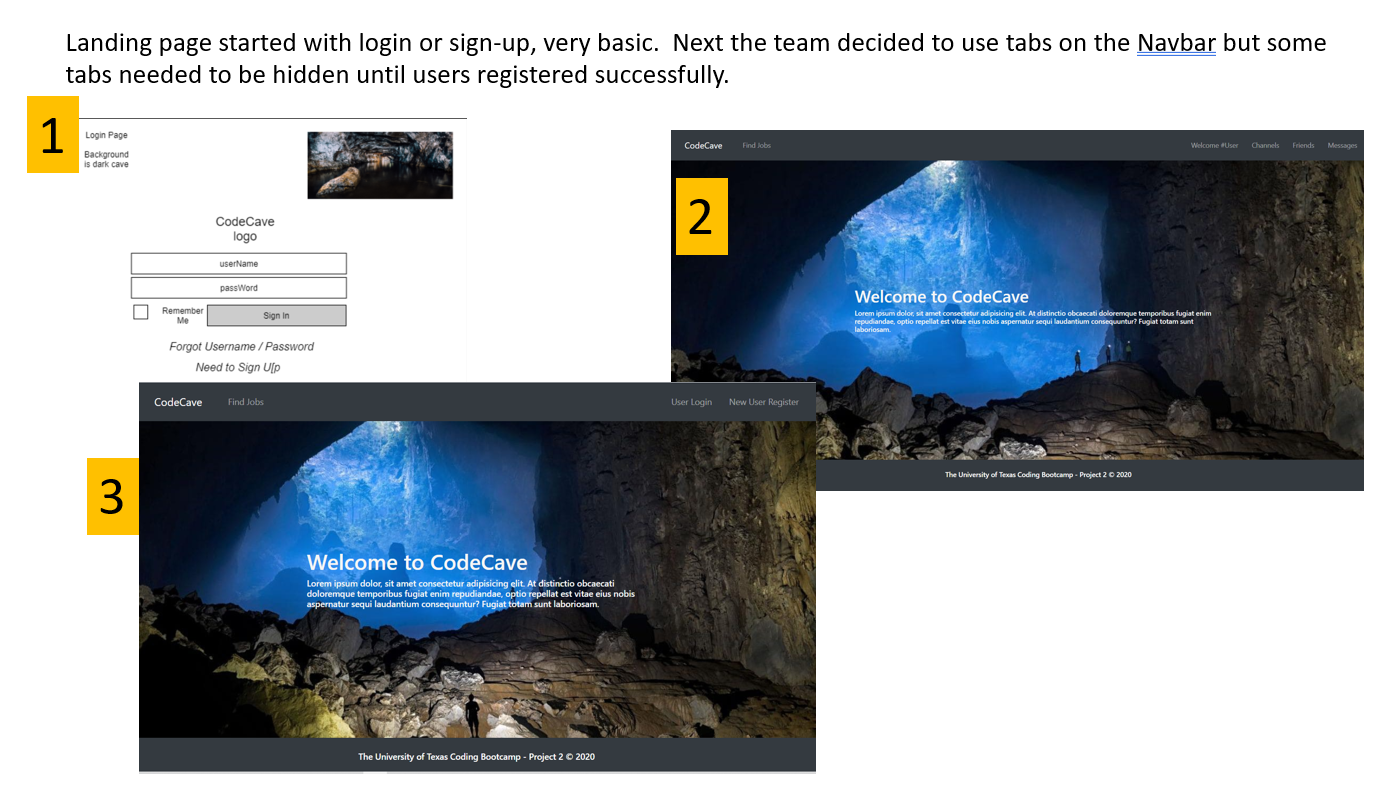 Landing page started with login or sign-up, very basic.  Next the team decided to use tabs on the Navbar but some
tabs needed to be hidden until users registered successfully.
1
Login Page
Background
is dark cave
CodeCave
logo
userName
passWord
Remember
Me
Sign In
Forgot Username / Password
Need to Sign U[p
2
CodeCave Find Jobs Welcome #User Channels Friends Messages
Welcome to CodeCave
Lorem ipsum dolor, sit amet consectetur adipisicing elit. At distinctio obcaecati doloremque temporibus fugiat enim
repudiandae, optio repellat est vitae eius nobis aspernatur sequi laudantium consequuntur? Fugiat totam sunt
laboriosam.
The University of Texas Coding Bootcamp - Project 2 © 2020
3
CodeCave Find Jobs User Login New User Register
Welcome to CodeCave
Lorem ipsum dolor, sit amet consectetur adipisicing elit. At distinctio obcaecati
doloremque temporibus fugiat enim repudiandae, optio repellat est vitae eius nobis
aspernatur sequi laudantium consequuntur? Fugiat totam sunt laboriosam.
The University of Texas Coding Bootcamp - Project 2 © 2020